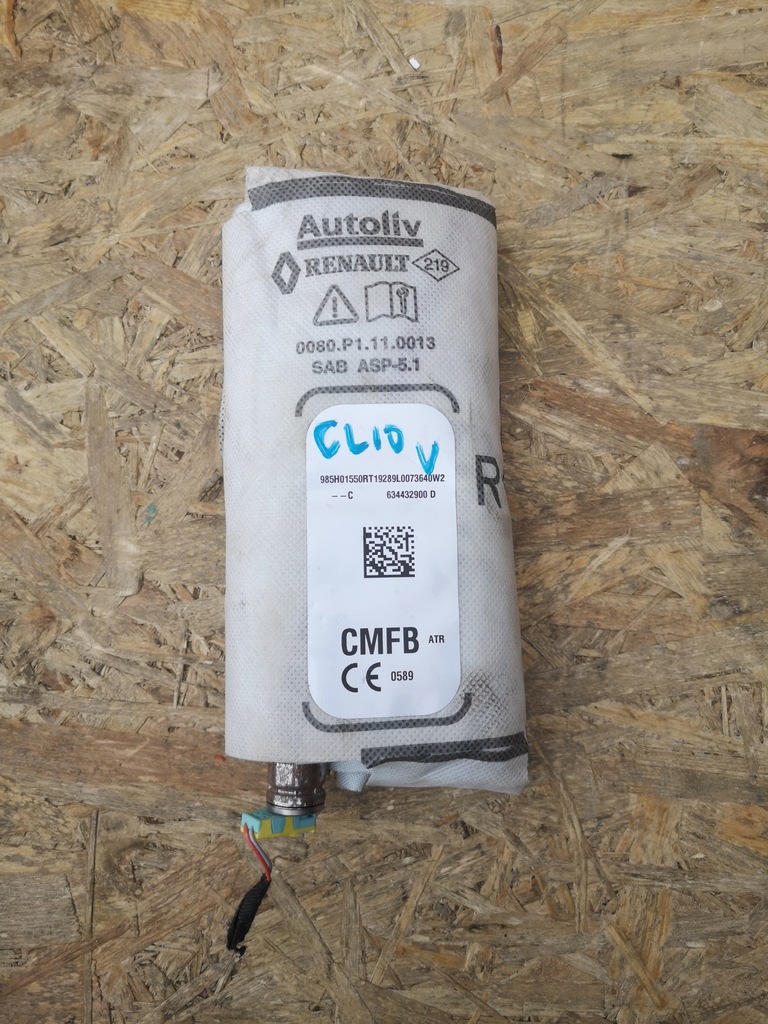 Autoliv
RENAULT 219
0080.P1.11.0013
SAB ASP-5.1
CLIO V
985H01550RT19289L0073640W2
--C 634432900 D
R
CMFB ATR
CE 0589